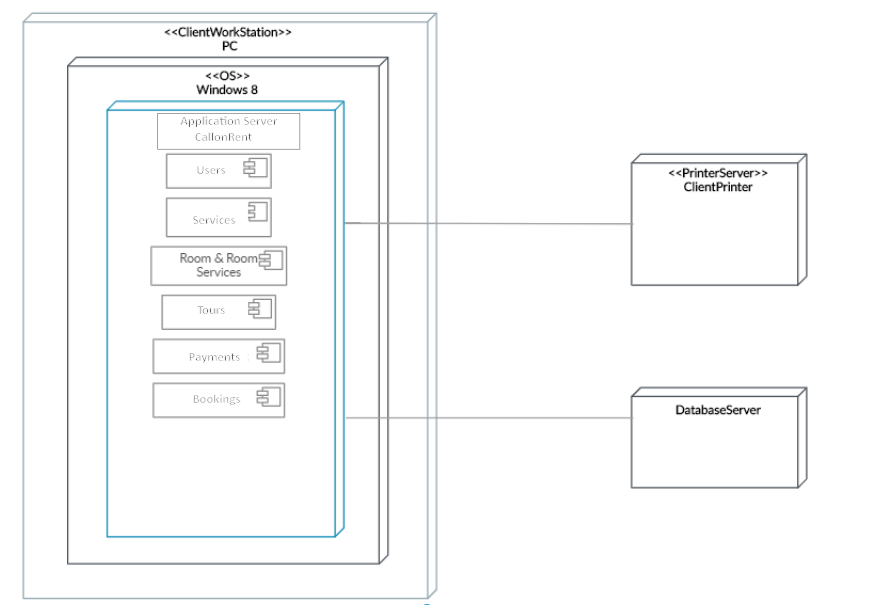 <<ClientWorkStation>>
PC
<<OS>>
Windows 8
Application Server
CallonRent
Users
Services
Room & Room
Services
Tours
Payments
Bookings
<<PrinterServer>>
ClientPrinter
DatabaseServer